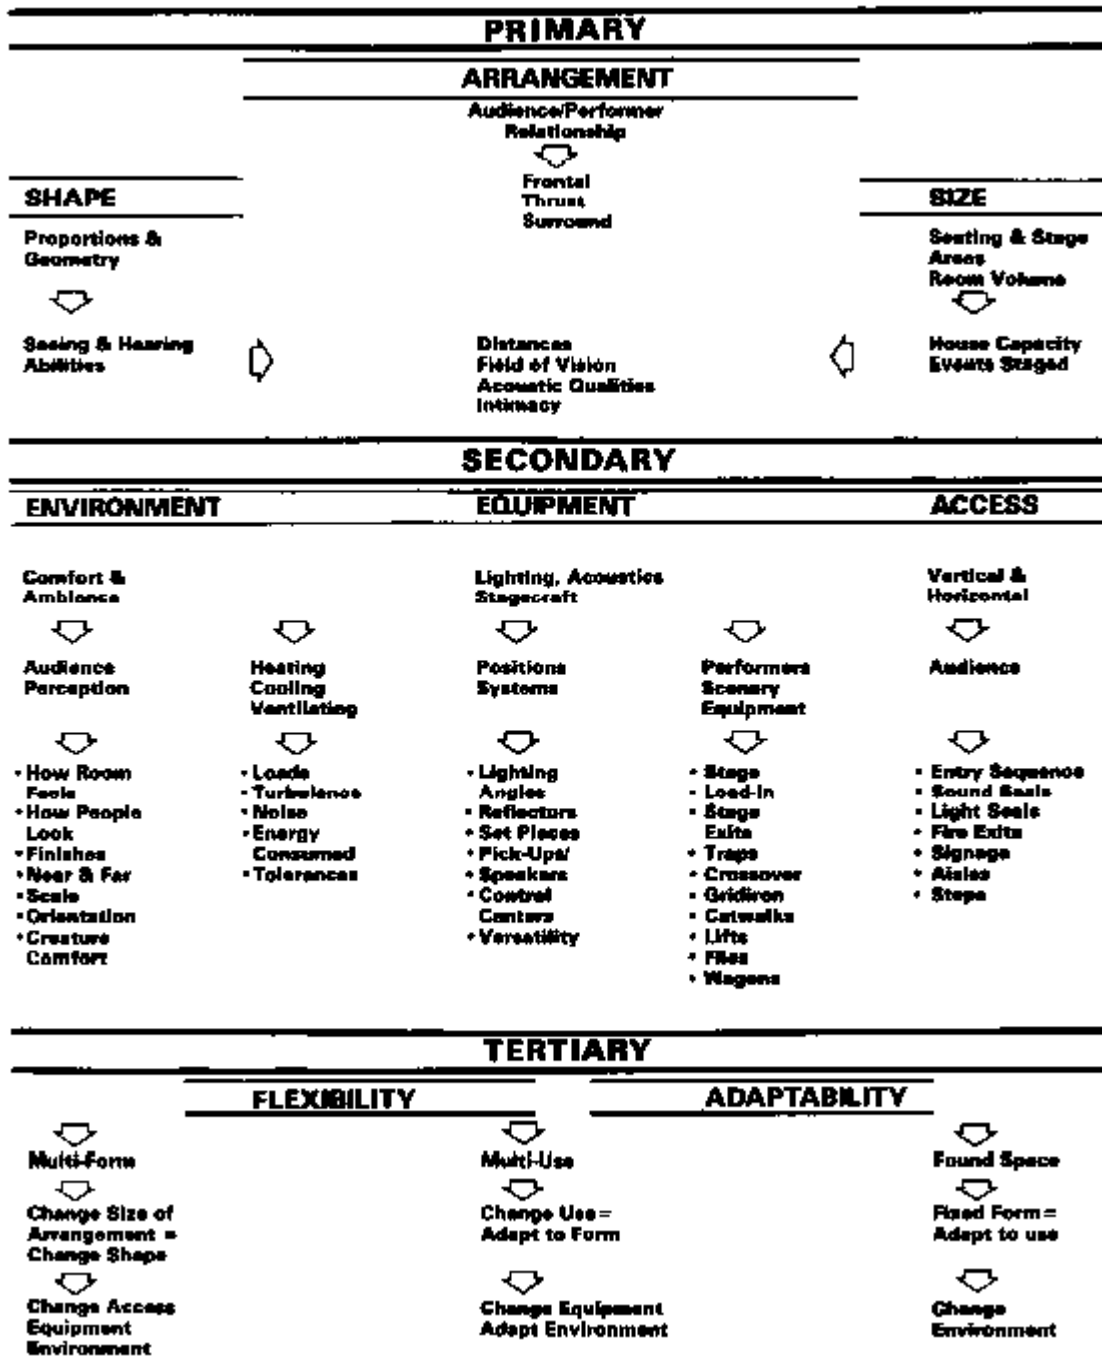 PRIMARY
ARRANGEMENT
Audience/Performer
Relationship
Frontal
Thrust
Surround
SHAPE
Proportions &
Geometry
Seeing & Hearing
Abilities
SIZE
Seating & Stage
Areas
Room Volume
House Capacity
Events Staged
Distances
Field of Vision
Acoustic Qualities
Intimacy
SECONDARY
ENVIRONMENT
EQUIPMENT
ACCESS
Comfort &
Ambience
Lighting, Acoustics
Stagecraft
Vertical &
Horizontal
Audience
Perception
Heating
Cooling
Ventilating
Positions
Systems
Performers
Scenery
Equipment
Audience
• How Room
Feels
• How People
Look
• Finishes
• Near & Far
• Scale
• Orientation
• Creature
Comfort
• Loads
• Turbulence
• Noise
• Energy
Consumed
• Tolerances
• Lighting
Angles
• Reflectors
• Set Pieces
• Pick-Ups/
• Speakers
• Control
Centers
• Versatility
• Stage
• Load-In
• Stage
Exits
• Traps
• Crossover
• Gridiron
• Catwalks
• Lifts
• Flies
• Wagons
• Entry Sequence
• Sound Seals
• Light Seals
• Fire Exits
• Signage
• Aisles
• Steps
TERTIARY
FLEXIBILITY
ADAPTABILITY
Multi-Form
Change Size of
Arrangement =
Change Shape
Change Access
Equipment
Environment
Multi-Use
Change Use =
Adapt to Form
Change Equipment
Adapt Environment
Found Space
Fixed Form =
Adapt to use
Change
Environment